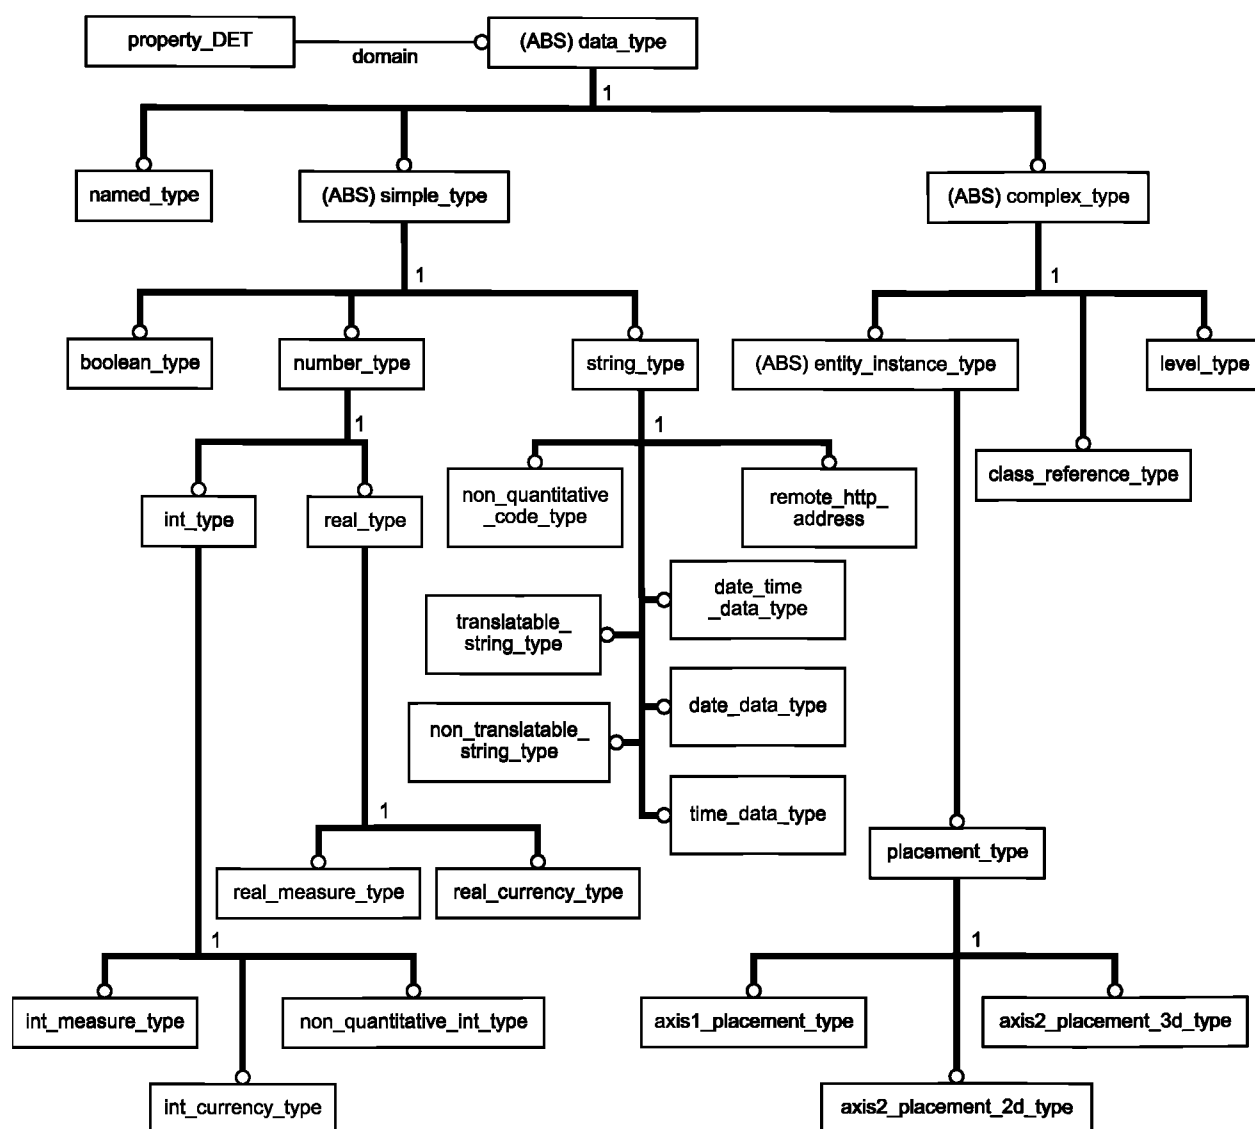 property_DET
domain
(ABS) data_type
1
named_type
(ABS) simple_type
(ABS) complex_type
1
1
boolean_type
number_type
string_type
(ABS) entity_instance_type
level_type
1
1
class_reference_type
int_type
real_type
non_quantitative
_code_type
remote_http_
address
date_time
_data_type
translatable_
string_type
date_data_type
non_translatable_
string_type
time_data_type
1
placement_type
real_measure_type
real_currency_type
1
1
int_measure_type
non_quantitative_int_type
axis1_placement_type
axis2_placement_3d_type
int_currency_type
axis2_placement_2d_type